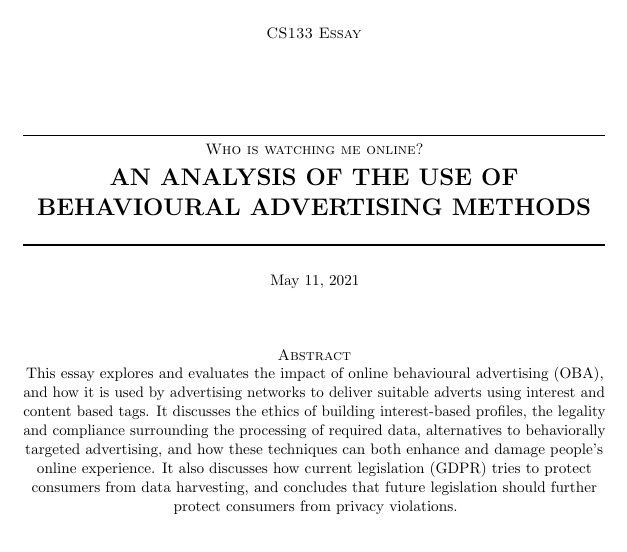 CS133 Essay
Who is watching me online?
AN ANALYSIS OF THE USE OF
BEHAVIOURAL ADVERTISING METHODS
May 11, 2021
Abstract
This essay explores and evaluates the impact of online behavioural advertising (OBA),
and how it is used by advertising networks to deliver suitable adverts using interest and
content based tags. It discusses the ethics of building interest-based profiles, the legality
and compliance surrounding the processing of required data, alternatives to behaviorally
targeted advertising, and how these techniques can both enhance and damage people's
online experience. It also discusses how current legislation (GDPR) tries to protect
consumers from data harvesting, and concludes that future legislation should further
protect consumers from privacy violations.